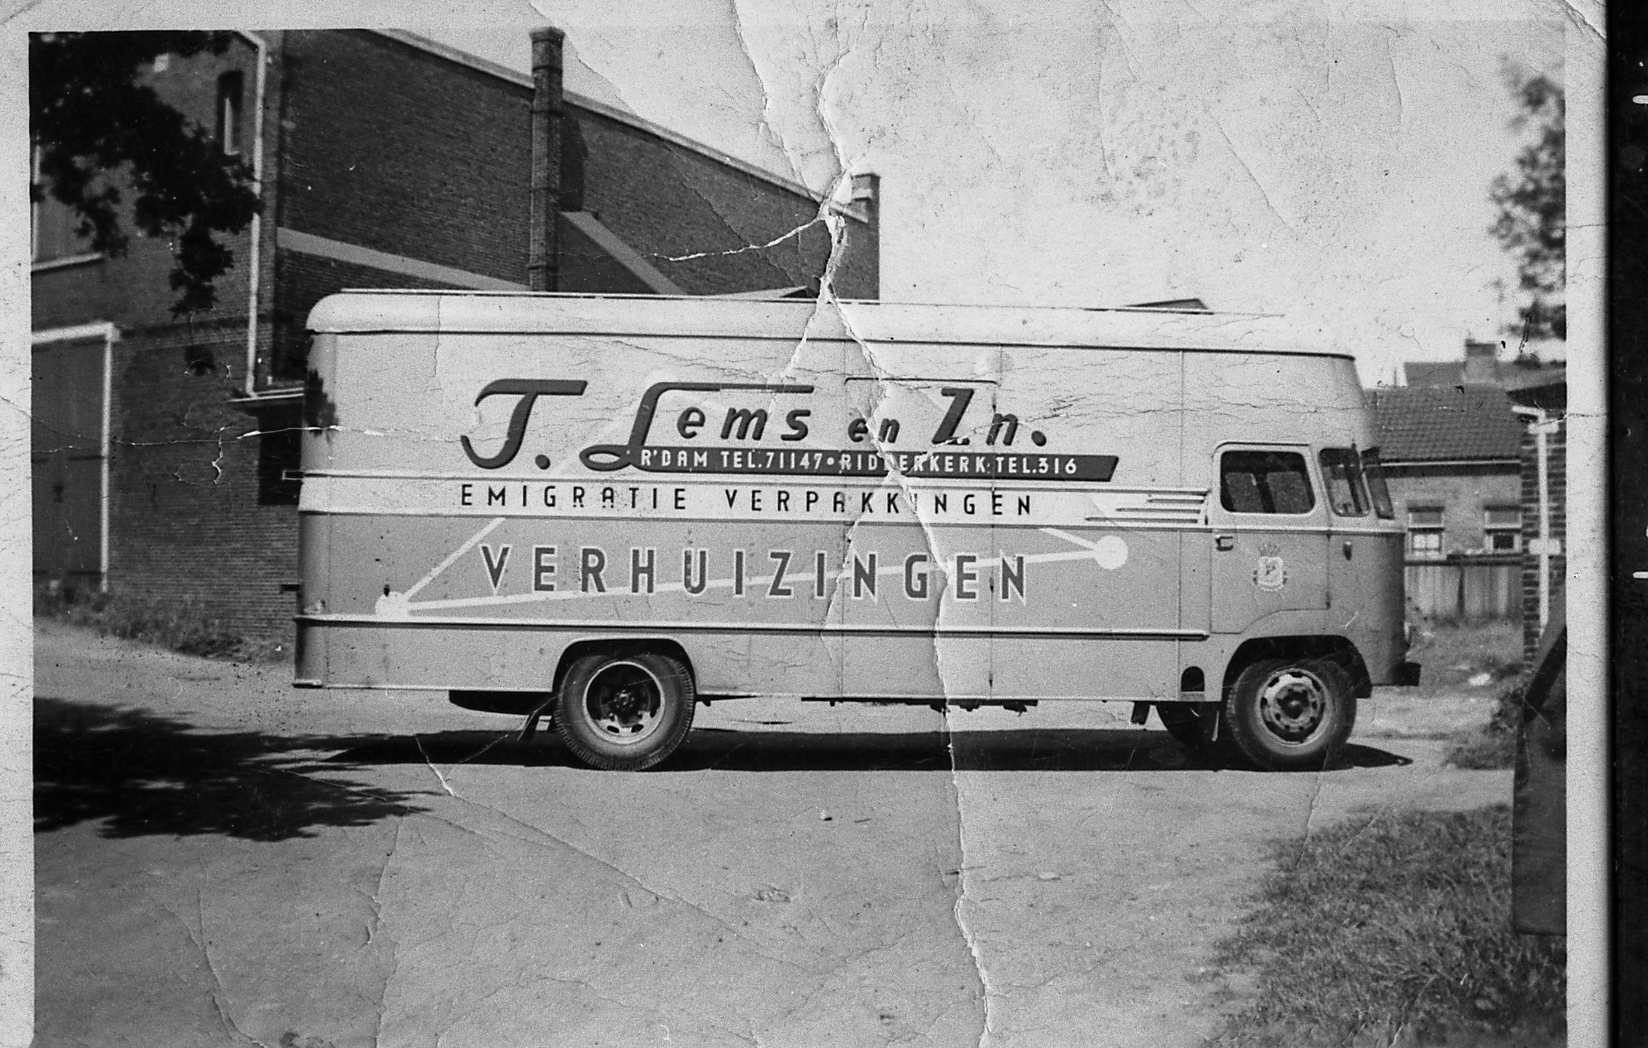 T. Lems en Zn.
R'DAM TEL.71147•RIDDERKERK·TEL.316
EMIGRATIE VERPAKKINGEN
VERHUIZINGEN